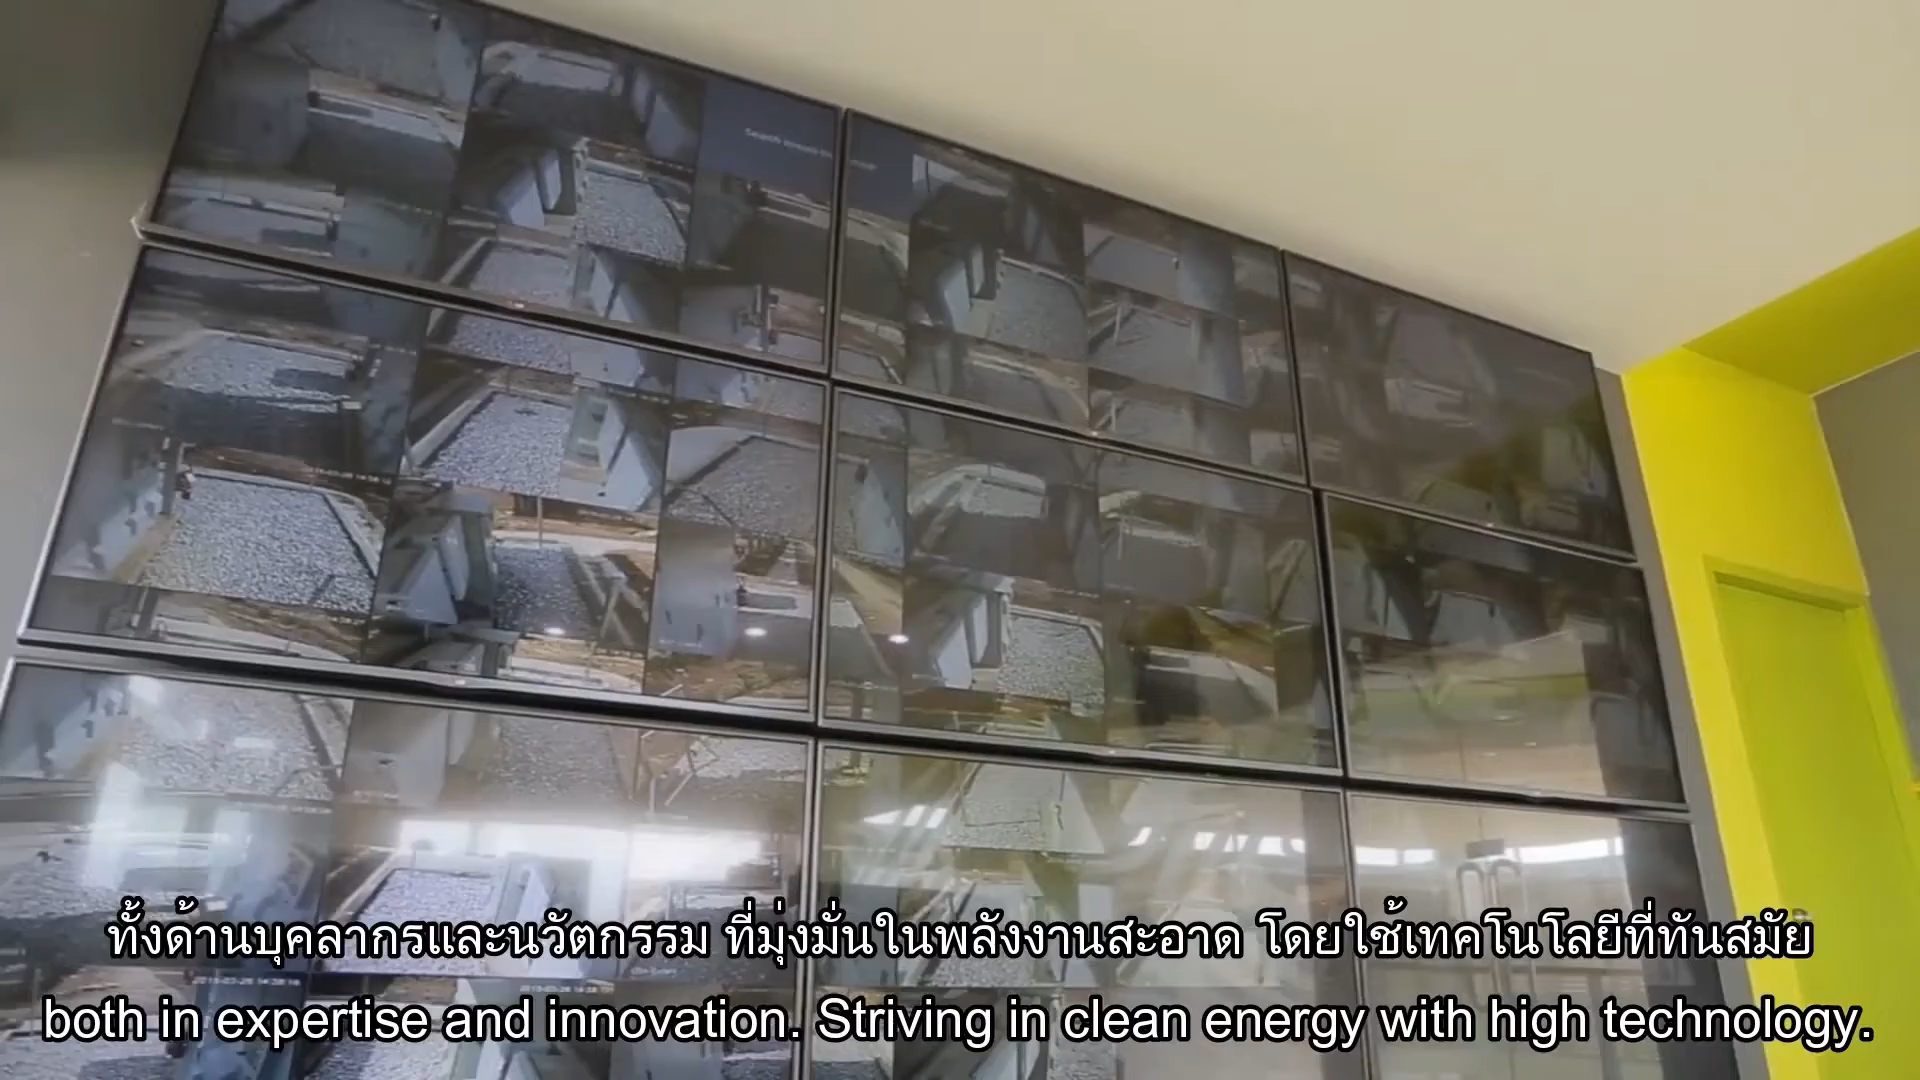 ทั้งด้านบุคลากรและนวัตกรรม ที่มุ่งมั่นในพลังงานสะอาด โดยใช้เทคโนโลยีที่ทันสมัย
both in expertise and innovation. Striving in clean energy with high technology.